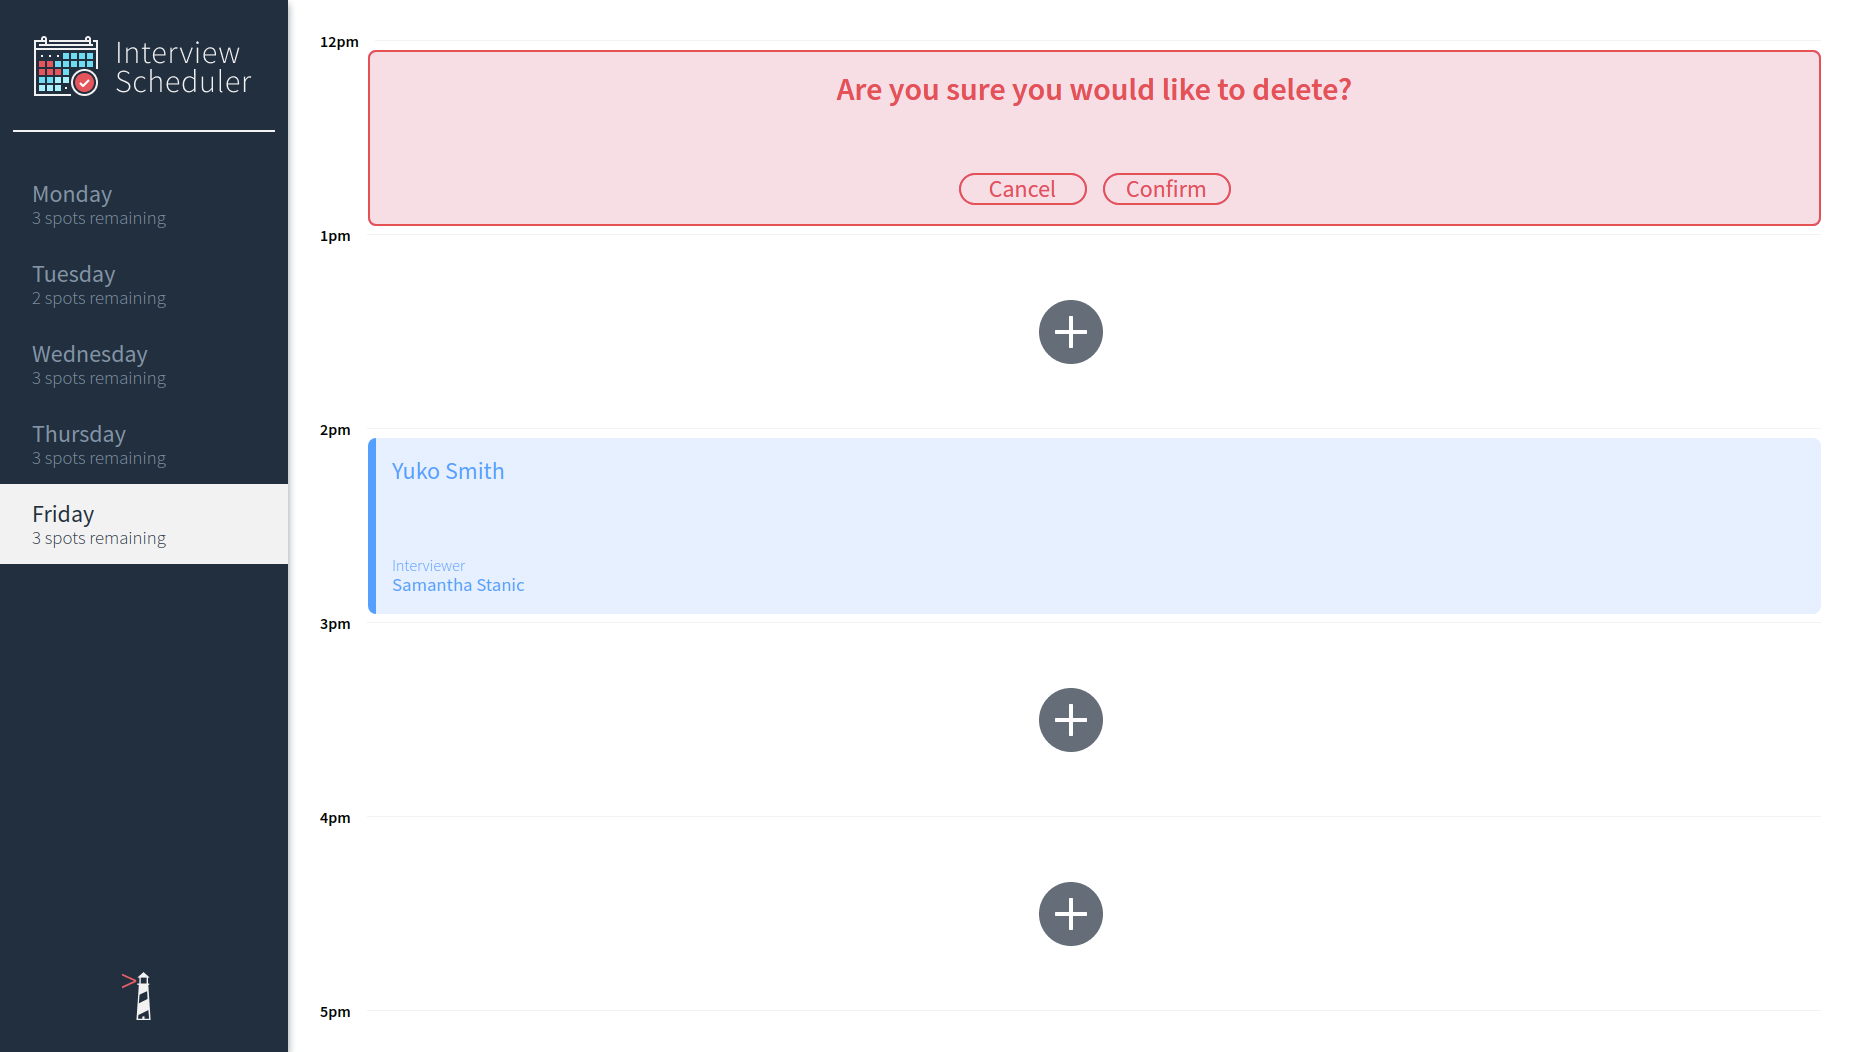 Interview
Scheduler
Monday
3 spots remaining
Tuesday
2 spots remaining
Wednesday
3 spots remaining
Thursday
3 spots remaining
Friday
3 spots remaining
12pm
Are you sure you would like to delete?
Cancel Confirm
1pm
2pm
Yuko Smith
Interviewer
Samantha Stanic
3pm
4pm
5pm